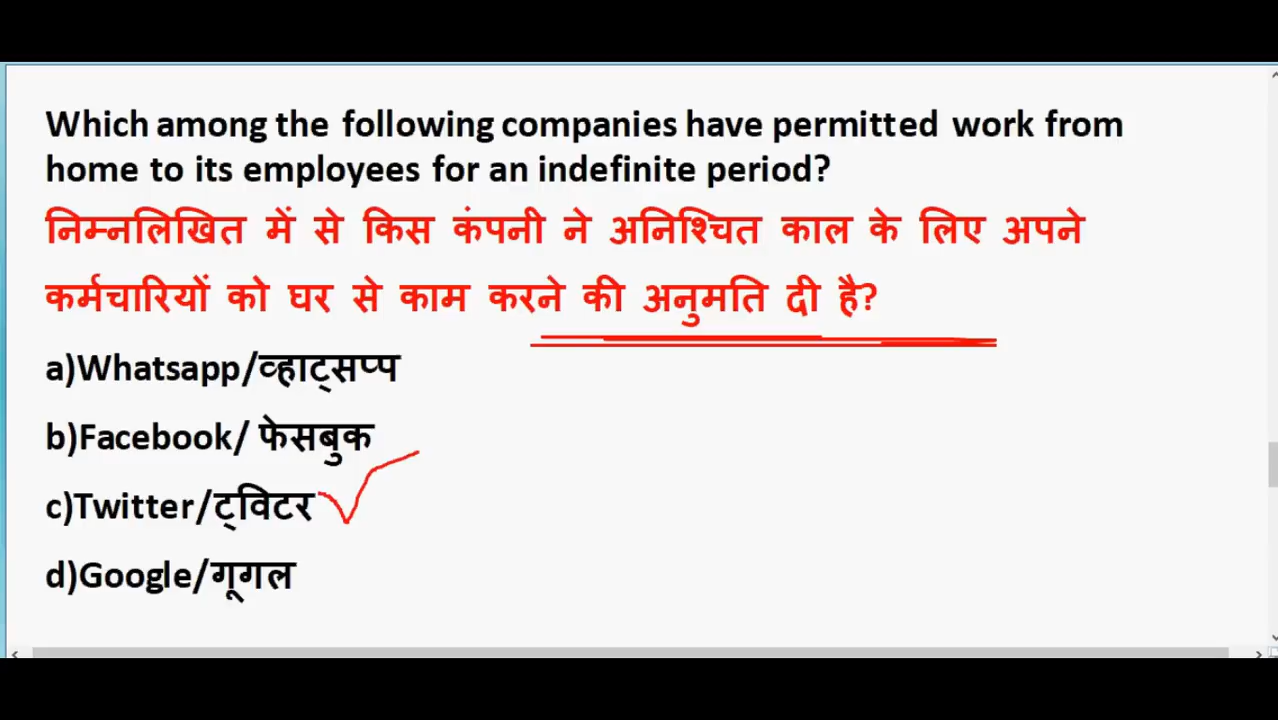 Which among the following companies have permitted work from
home to its employees for an indefinite period?
निम्नलिखित में से किस कंपनी ने अनिश्चित काल के लिए अपने
कर्मचारियों को घर से काम करने की अनुमति दी है?
a)Whatsapp/व्हाट्सप्प
b)Facebook/ फेसबुक
c)Twitter/ट्विटर
d)Google/गूगल